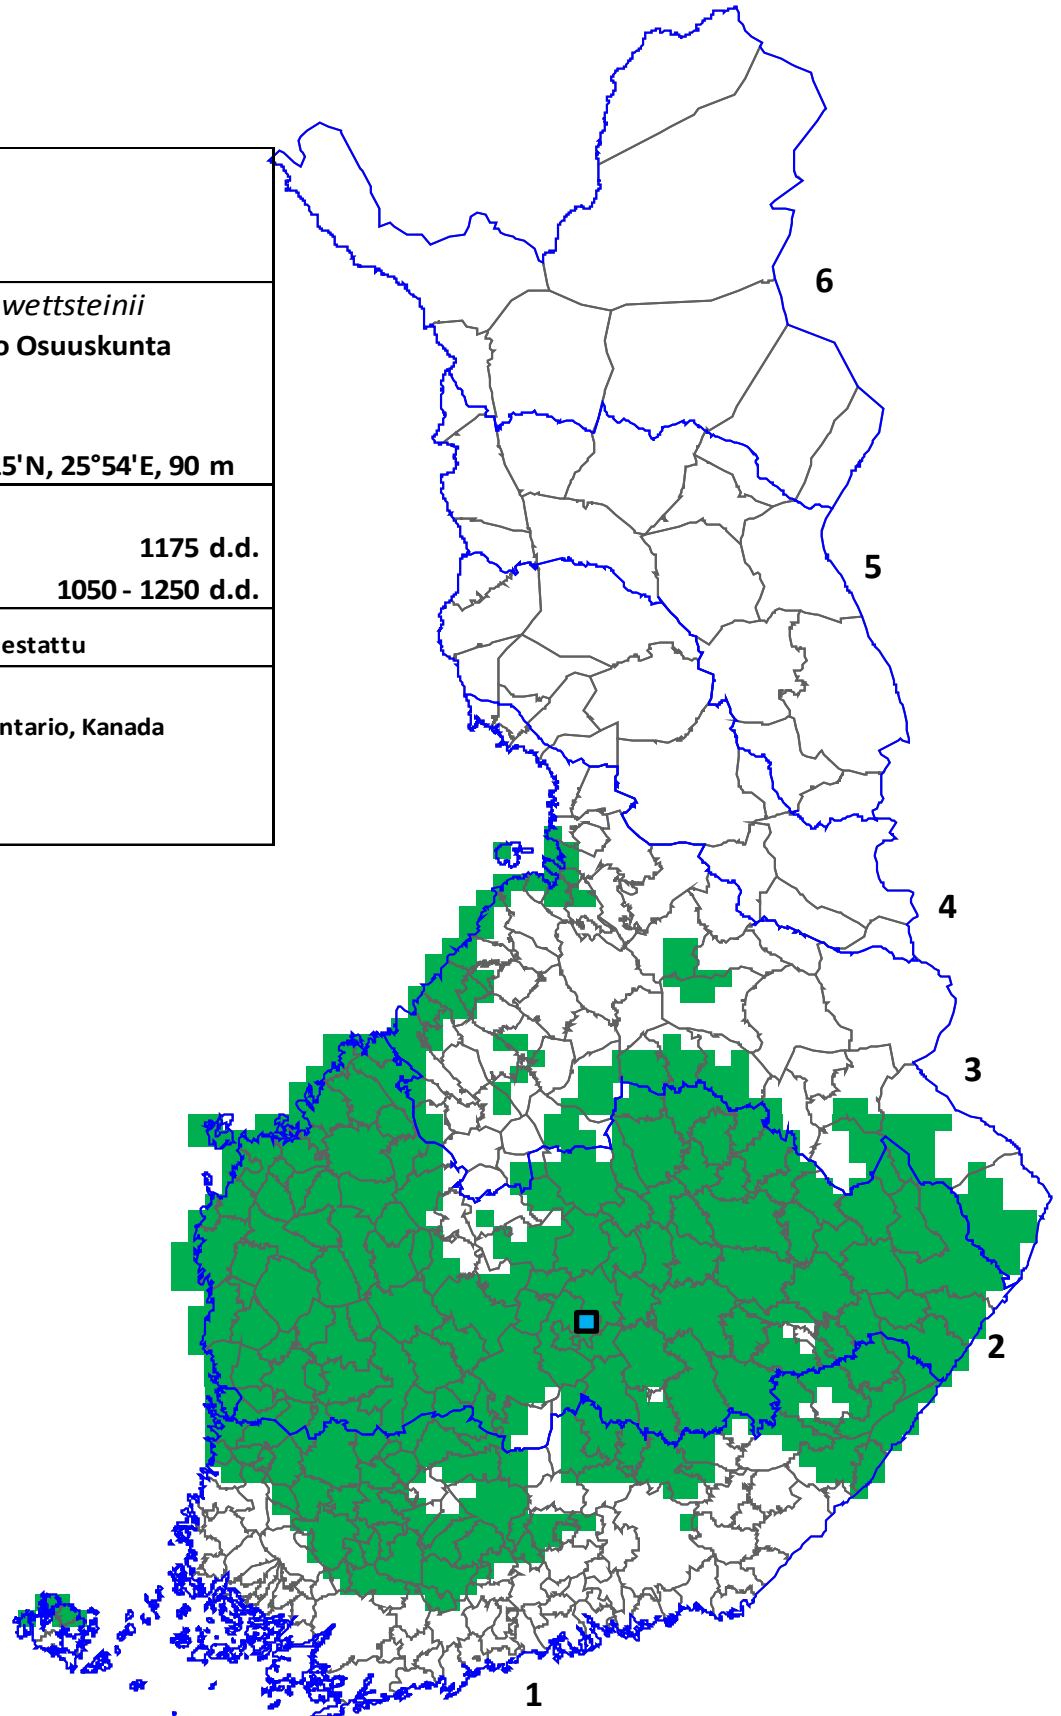 wettsteinii
Osuuskunta
5'N, 25°54'E, 90 m
1175 d.d.
1050 - 1250 d.d.
estattu
ntario, Kanada
6
5
4
3
2
1